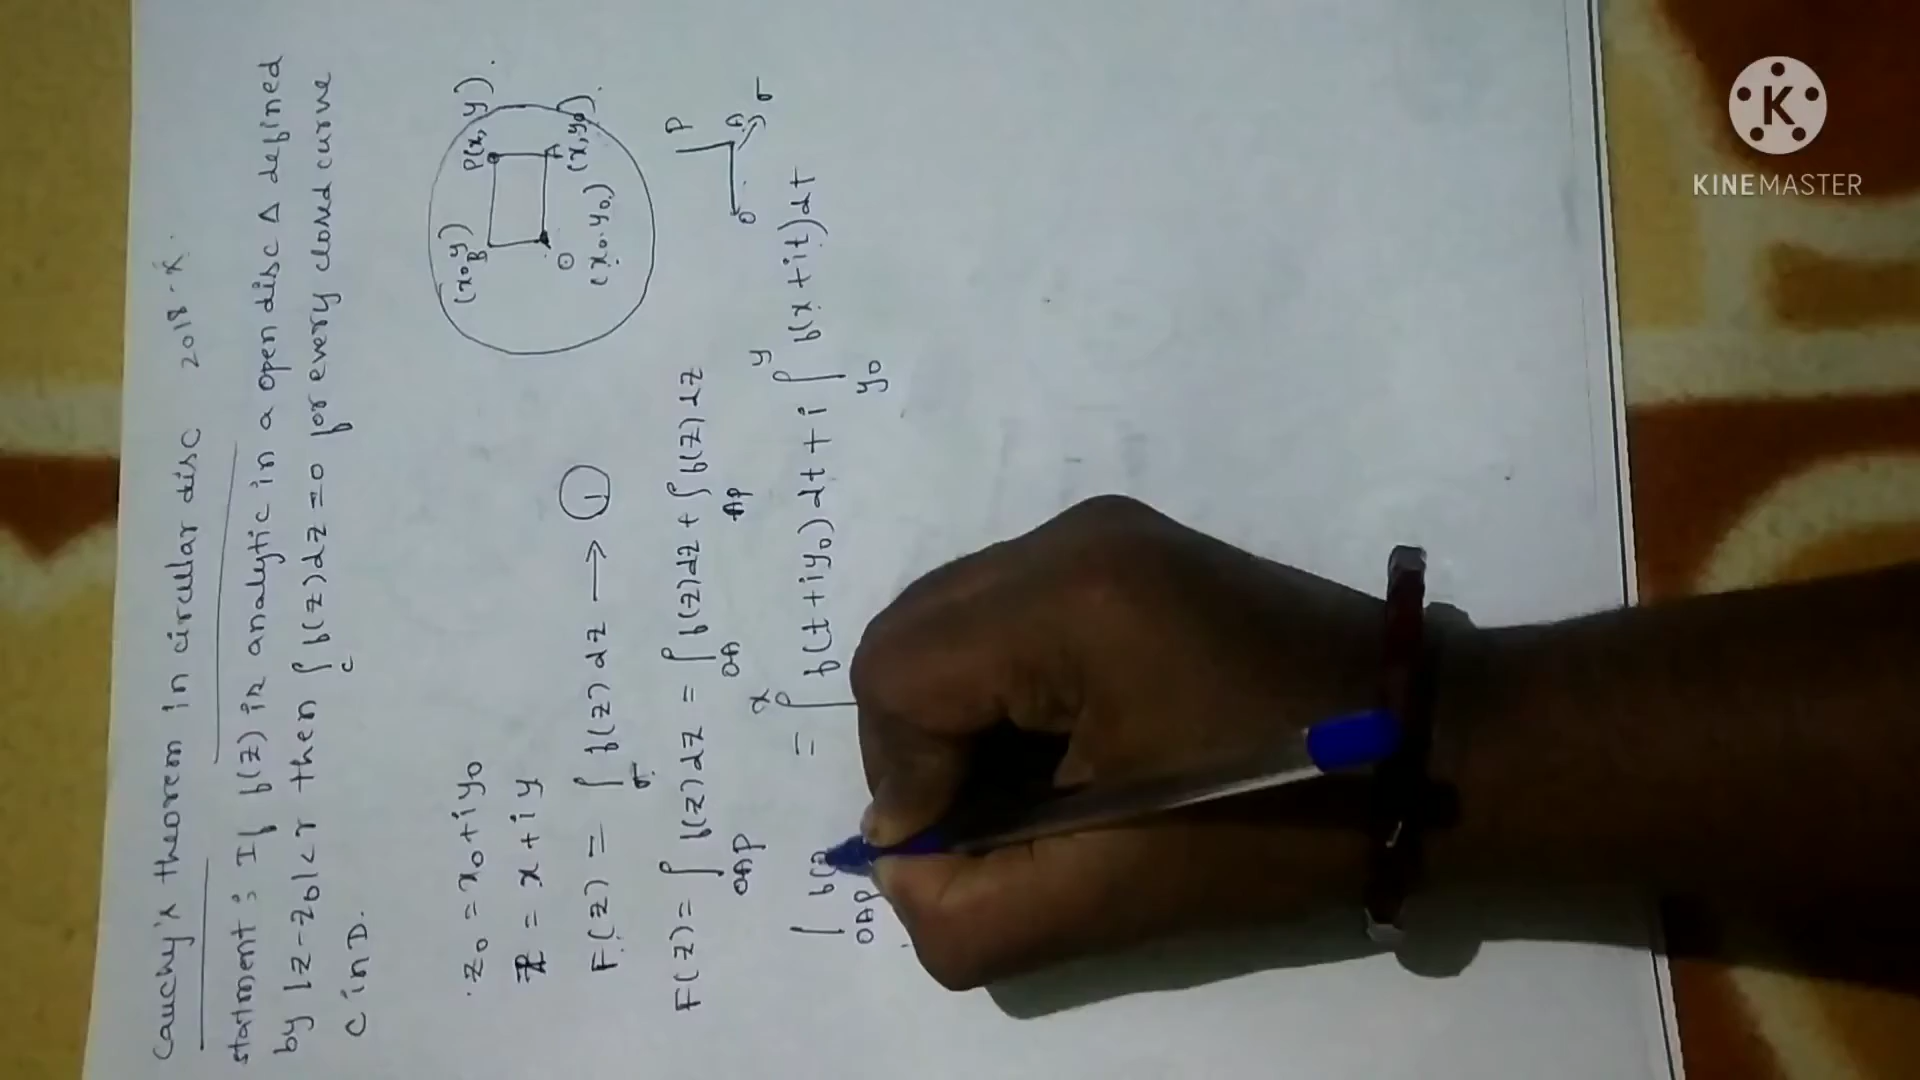 Cauchy's theorem in circular disc 2018.
statment: If f(z) is analytic in a open disc Δ defined
by |z-z₀|<r then ∫f(z)dz=0 for every closed curve
C
C in D.
z₀ = x₀+iy₀
z = x+iy
F(z) = ∫ f(z)dz → 1
σ
F(z) = ∫ f(z)dz = ∫ f(z)dz + ∫ f(z)dz
OAP OA AP
x y
= ∫ f(t+iy₀)dt + i ∫ f(x+it)dt
y₀
∫ f(z
OAP
P(x, y).
(x₀, y)
B
A
(x, y₀).
O
(x₀, y₀)
P
O A σ
K
KINEMASTER